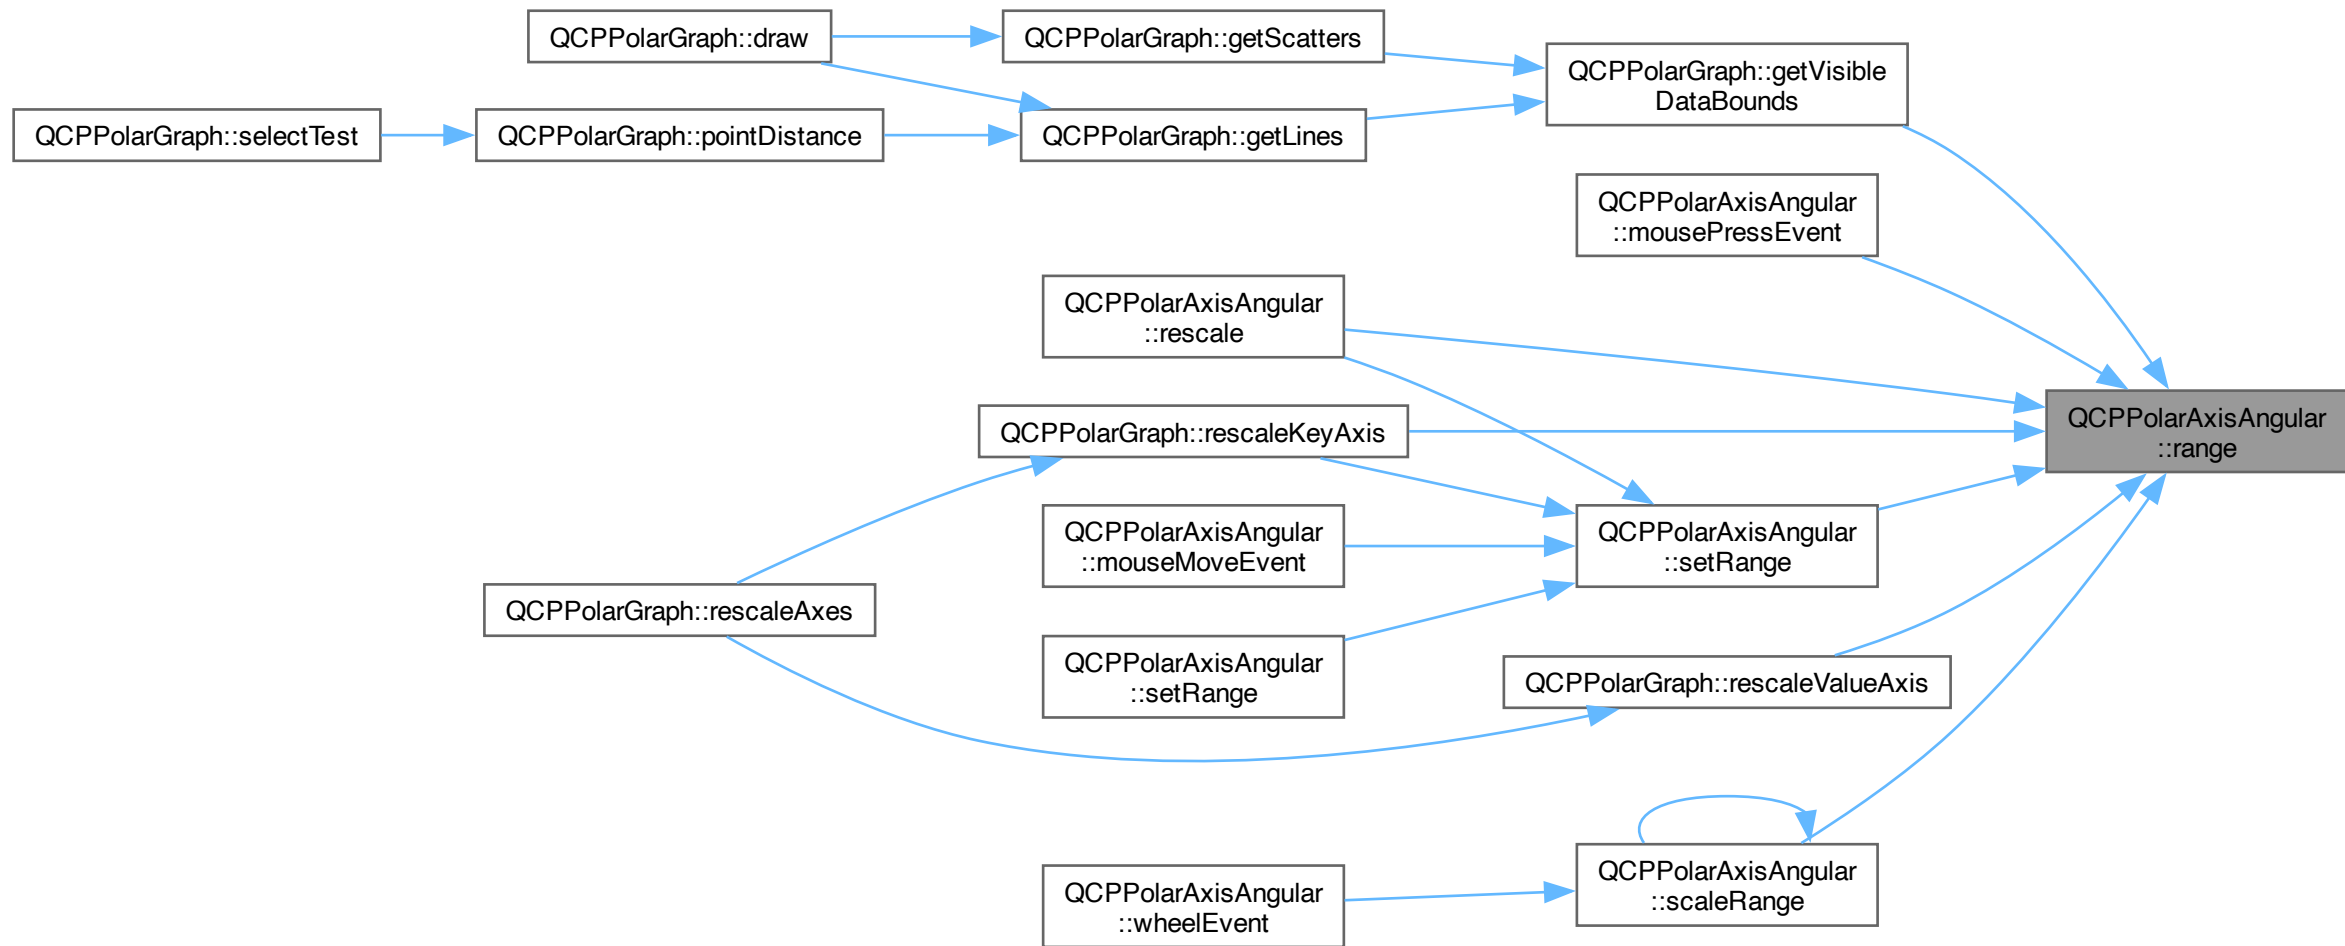 QCPPolarGraph::draw
QCPPolarGraph::getScatters
QCPPolarGraph::getVisible
DataBounds
QCPPolarGraph::selectTest
QCPPolarGraph::pointDistance
QCPPolarGraph::getLines
QCPPolarAxisAngular
::mousePressEvent
QCPPolarAxisAngular
::rescale
QCPPolarAxisAngular
::range
QCPPolarGraph::rescaleKeyAxis
QCPPolarAxisAngular
::mouseMoveEvent
QCPPolarAxisAngular
::setRange
QCPPolarGraph::rescaleAxes
QCPPolarAxisAngular
::setRange
QCPPolarGraph::rescaleValueAxis
QCPPolarAxisAngular
::wheelEvent
QCPPolarAxisAngular
::scaleRange